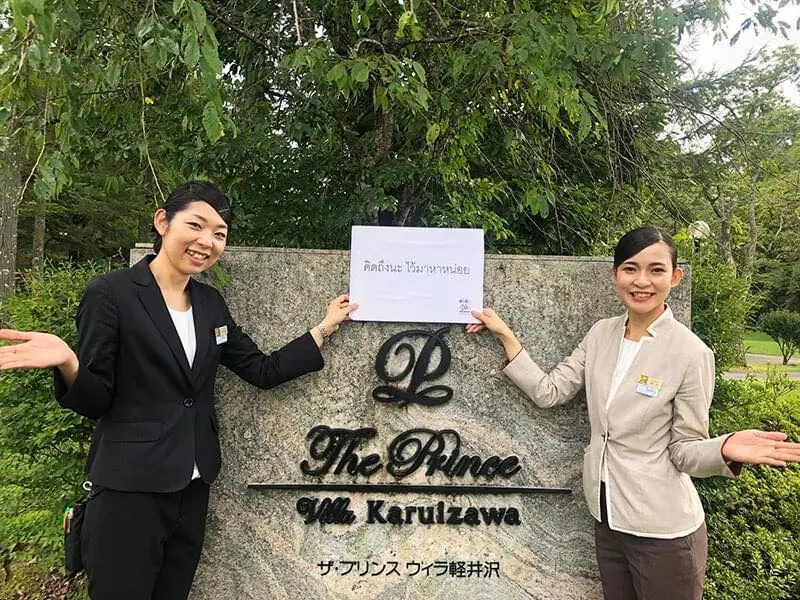 คิดถึงนะ ไว้มาหาหน่อย
The Prince
Villa Karuizawa
ザ・プリンス ヴィラ軽井沢